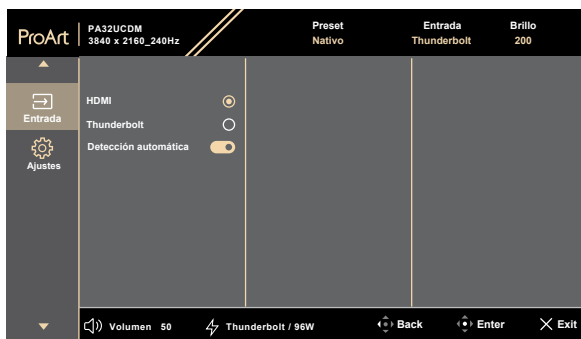 ProArt
PA32UCDM
3840 x 2160_240Hz
Preset
Nativo
Entrada
Thunderbolt
Brillo
200
Entrada
Ajustes
HDMI
Thunderbolt
Detección automática
Volumen 50
Thunderbolt / 96W
Back
Enter
Exit